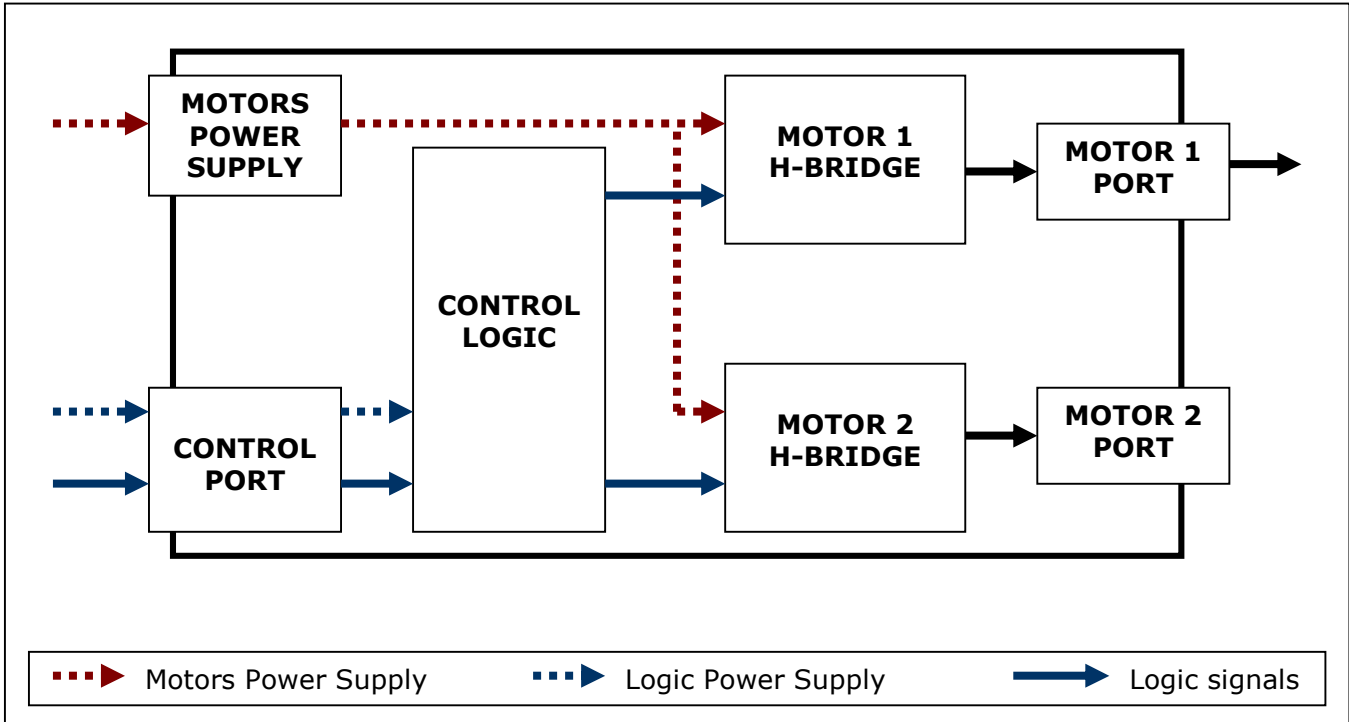 MOTORS
POWER
SUPPLY
MOTOR 1
H-BRIDGE
MOTOR 1
PORT
CONTROL
LOGIC
CONTROL
PORT
MOTOR 2
H-BRIDGE
MOTOR 2
PORT
Motors Power Supply
Logic Power Supply
Logic signals